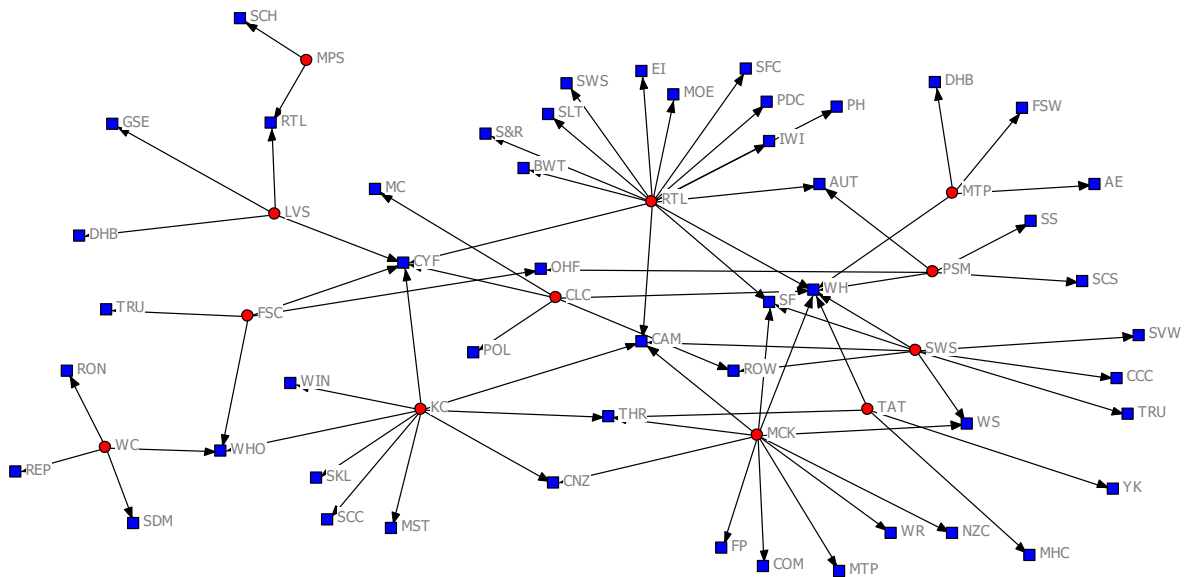 SCH
MPS
SWS
EI
SFC
MOE
DHB
PDC
PH
FSW
SLT
GSE
RTL
S&R
IWI
BWT
MC
AUT
MTP
AE
RTL
LVS
SS
DHB
CYF
OHF
PSM
SCS
WH
CLC
SF
TRU
FSC
SVW
CAM
SWS
POL
ROW
RON
CCC
WIN
KC
THR
TAT
TRU
WS
MCK
WC
WHO
REP
SKL
CNZ
YK
SCC
SDM
MST
WR
NZC
FP
MHC
COM
MTP